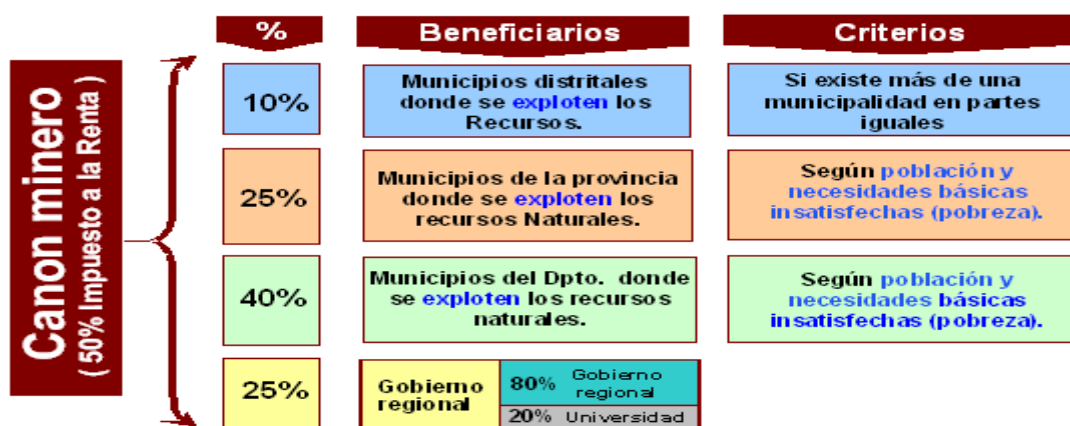 Canon minero
( 50% Impuesto a la Renta )
%
Beneficiarios
Criterios
10%
Municipios distritales
donde se exploten los
Recursos.
Si existe más de una
municipalidad en partes
iguales
25%
Municipios de la provincia
donde se exploten los
recursos Naturales.
Según población y
necesidades básicas
insatisfechas (pobreza).
40%
Municipios del Dpto. donde
se exploten los recursos
naturales.
Según población y
necesidades básicas
insatisfechas (pobreza).
25%
Gobierno
regional
80% Gobierno
regional
20% Universidad